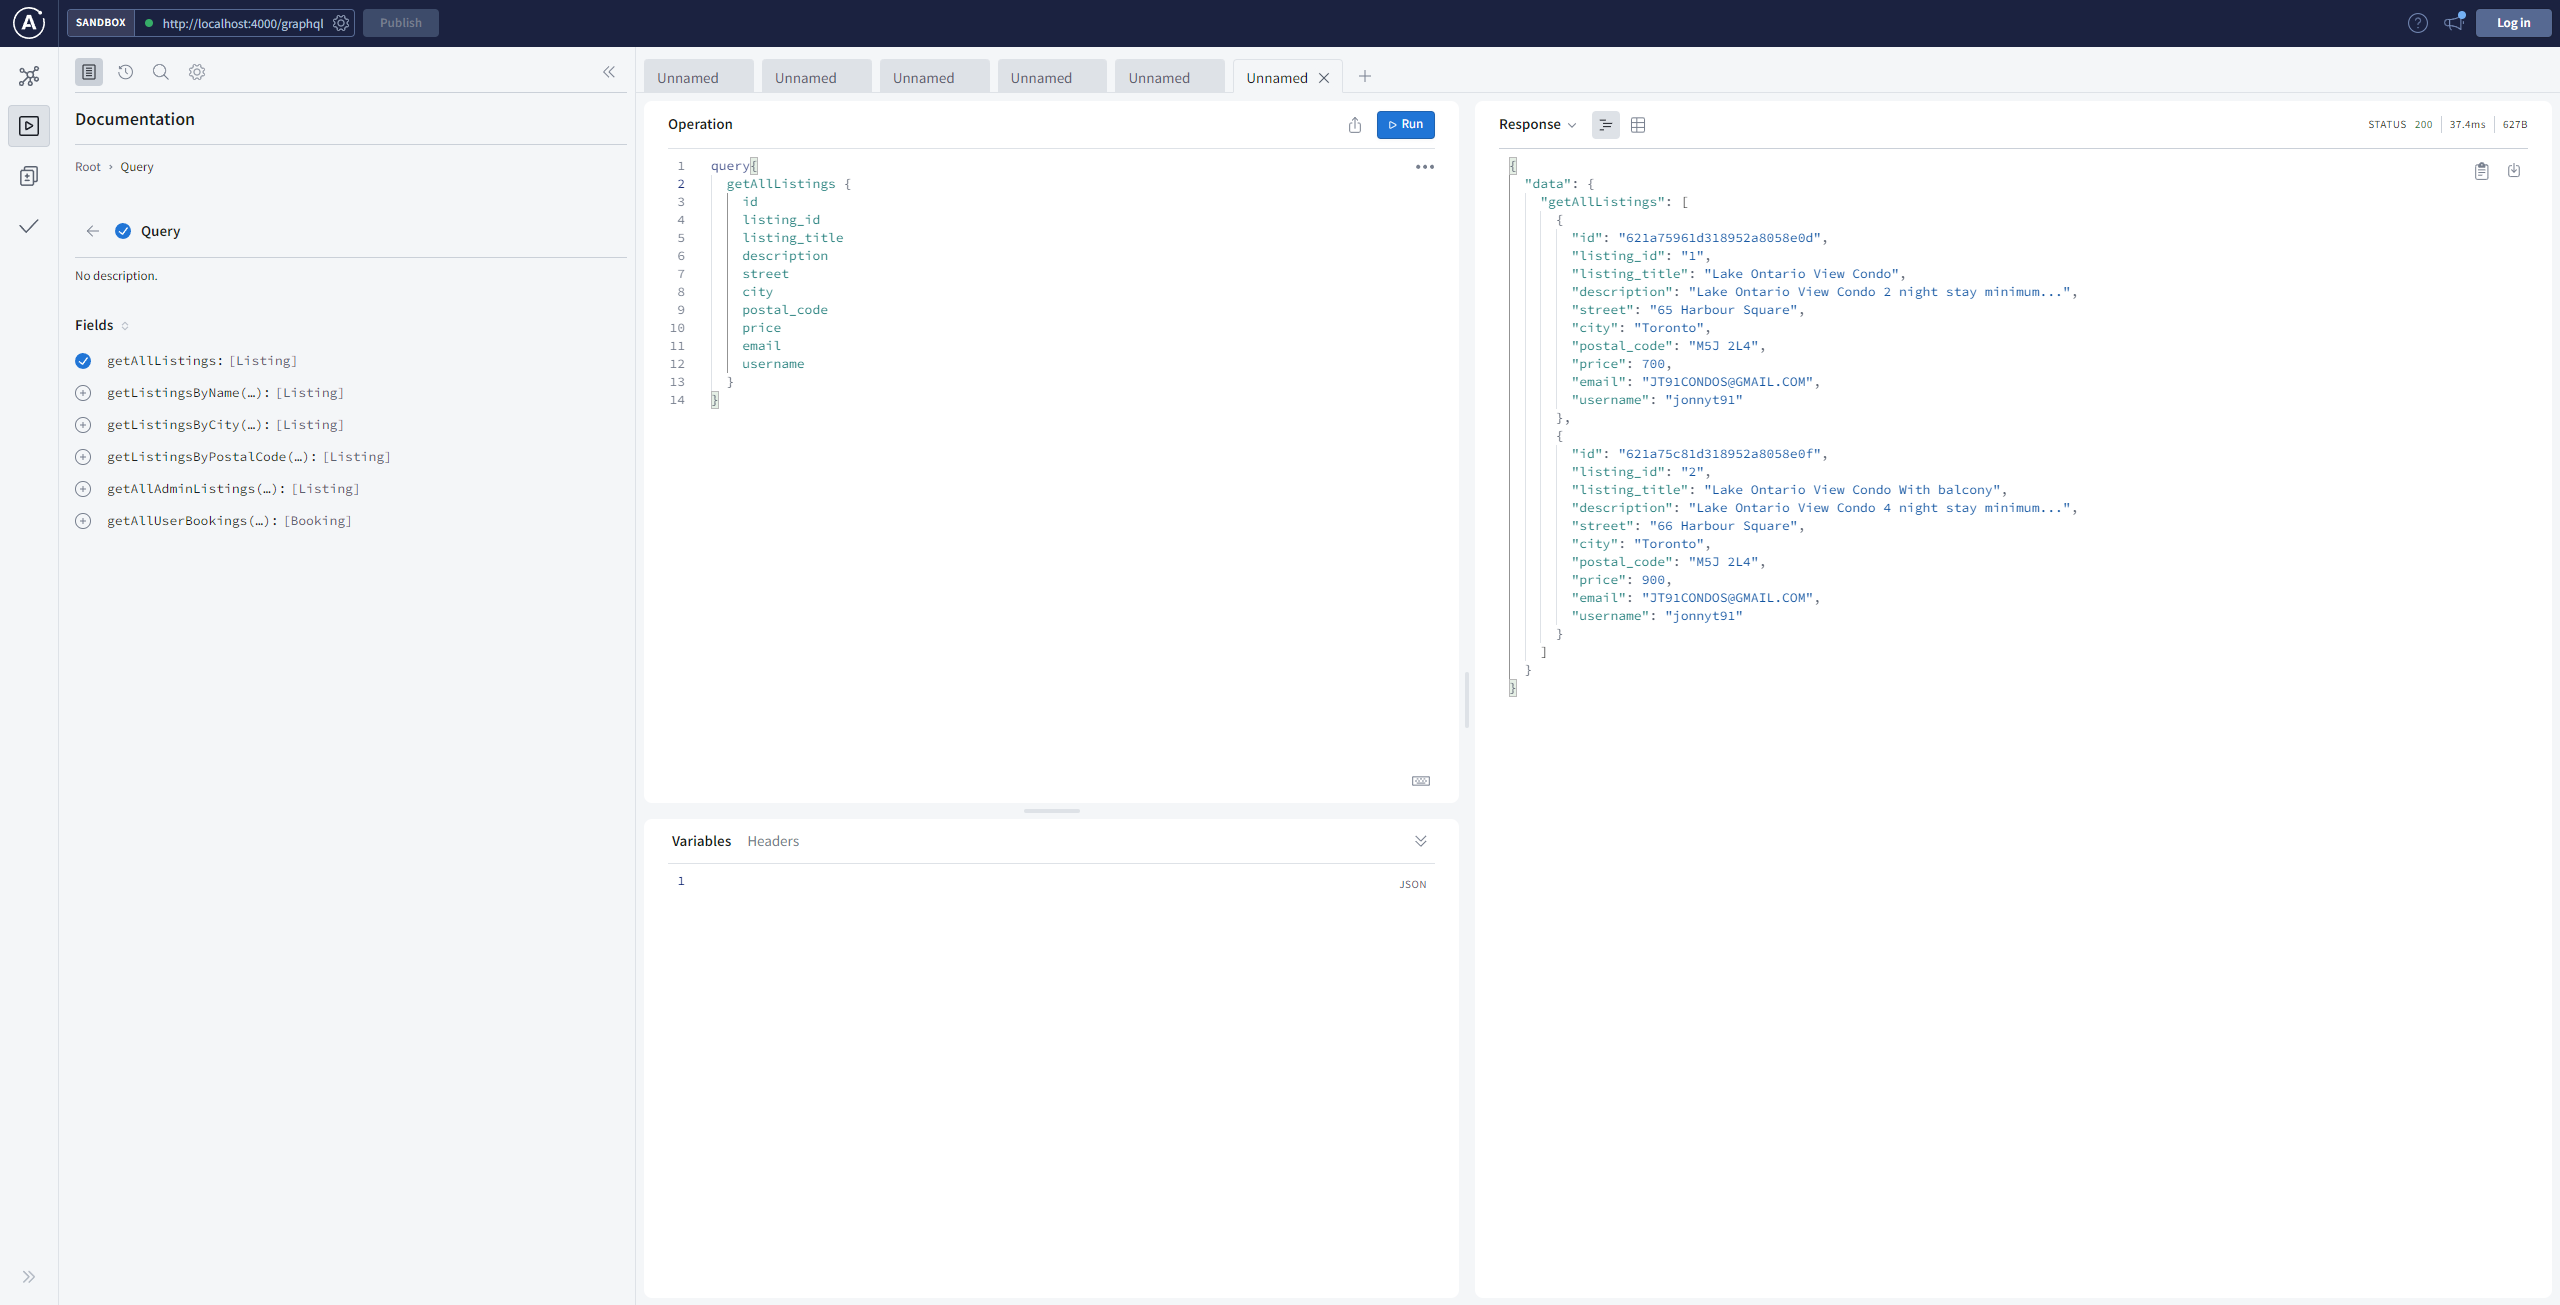 SANDBOX http://localhost:4000/graphql Publish Log in
Documentation
Root › Query
Query
No description.
Fields
getAllListings: [Listing]
getListingsByName(…): [Listing]
getListingsByCity(…): [Listing]
getListingsByPostalCode(…): [Listing]
getAllAdminListings(…): [Listing]
getAllUserBookings(…): [Booking]
Unnamed Unnamed Unnamed Unnamed Unnamed Unnamed
Operation Run
1 query{
2 getAllListings {
3 id
4 listing_id
5 listing_title
6 description
7 street
8 city
9 postal_code
10 price
11 email
12 username
13 }
14 }
Variables Headers
1 JSON
Response STATUS 200 37.4ms 627B
{
"data": {
"getAllListings": [
{
"id": "621a75961d318952a8058e0d",
"listing_id": "1",
"listing_title": "Lake Ontario View Condo",
"description": "Lake Ontario View Condo 2 night stay minimum...",
"street": "65 Harbour Square",
"city": "Toronto",
"postal_code": "M5J 2L4",
"price": 700,
"email": "JT91CONDOS@GMAIL.COM",
"username": "jonnyt91"
},
{
"id": "621a75c81d318952a8058e0f",
"listing_id": "2",
"listing_title": "Lake Ontario View Condo With balcony",
"description": "Lake Ontario View Condo 4 night stay minimum...",
"street": "66 Harbour Square",
"city": "Toronto",
"postal_code": "M5J 2L4",
"price": 900,
"email": "JT91CONDOS@GMAIL.COM",
"username": "jonnyt91"
}
]
}
}